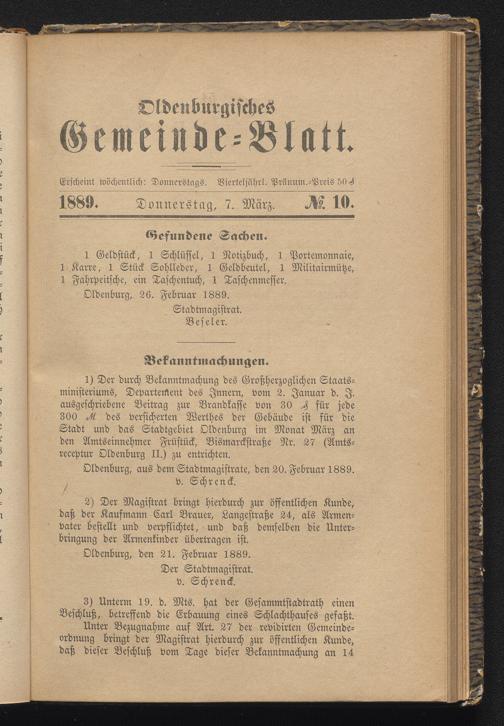 Oldenburgisches
Gemeinde-Blatt.
Erscheint wöchentlich: Donnerstags. Vierteljährl. Pränum.-Preis 50 ₰
1889. Donnerstag, 7. März. №. 10.
Gefundene Sachen.
1 Geldstück, 1 Schlüssel, 1 Notizbuch, 1 Portemonnaie,
1 Karre, 1 Stück Sohlleder, 1 Geldbeutel, 1 Militairmütze,
1 Fahrpeitsche, ein Taschentuch, 1 Taschenmesser.
Oldenburg, 26. Februar 1889.
Stadtmagistrat.
Beseler.
Bekanntmachungen.
1) Der durch Bekanntmachung des Großherzoglichen Staats-
ministeriums, Departement des Innern, vom 2. Januar d. J.
ausgeschriebene Beitrag zur Brandkasse von 30 ₰ für jede
300 ℳ des versicherten Werthes der Gebäude ist für die
Stadt und das Stadtgebiet Oldenburg im Monat März an
den Amtseinnehmer Früstück, Bismarckstraße Nr. 27 (Amts-
receptur Oldenburg II.) zu entrichten.
Oldenburg, aus dem Stadtmagistrate, den 20. Februar 1889.
v. Schrenck.
2) Der Magistrat bringt hierdurch zur öffentlichen Kunde,
daß der Kaufmann Carl Brauer, Langestraße 24, als Armen-
vater bestellt und verpflichtet, und daß demselben die Unter-
bringung der Armenkinder übertragen ist.
Oldenburg, den 21. Februar 1889.
Der Stadtmagistrat.
v. Schrenck.
3) Unterm 19. d. Mts. hat der Gesammtstadtrath einen
Beschluß, betreffend die Erbauung eines Schlachthauses gefaßt.
Unter Bezugnahme auf Art. 27 der revidirten Gemeinde-
ordnung bringt der Magistrat hierdurch zur öffentlichen Kunde,
daß dieser Beschluß vom Tage dieser Bekanntmachung an 14